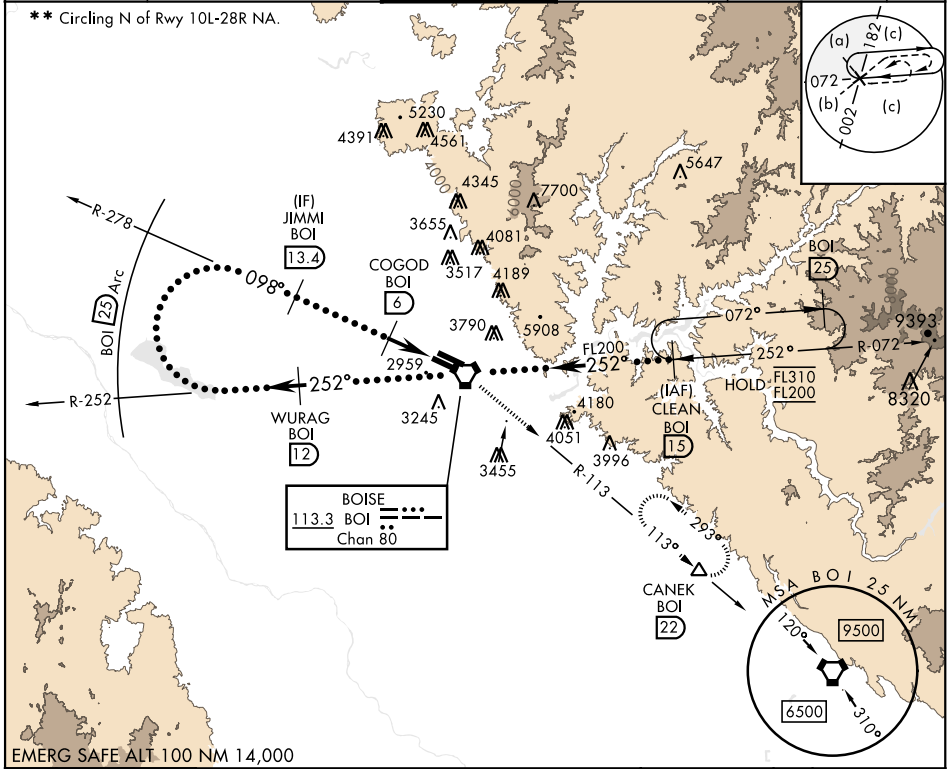 ** Circling N of Rwy 10L-28R NA.
(a)
182
(c)
072
(b)
(c)
002
5230
4391
4561
4000
6000
5647
4345
7700
3655
4081
3517
4189
3790
5908
R-278
(IF)
JIMMI
BOI
13.4
098°
COGOD
BOI
6
BOI 25 Arc
BOI
25
6000
9393
072°
FL200
252°
252°
R-072
8320
HOLD FL310
FL200
(IAF)
CLEAN
BOI
15
2959
252°
R-252
WURAG
BOI
12
3245
4180
4051
3996
3455
R-113
BOISE
113.3 BOI
Chan 80
293°
113°
CANEK
BOI
22
MSA BOI 25 NM
120°
9500
6500
310°
EMERG SAFE ALT 100 NM 14,000